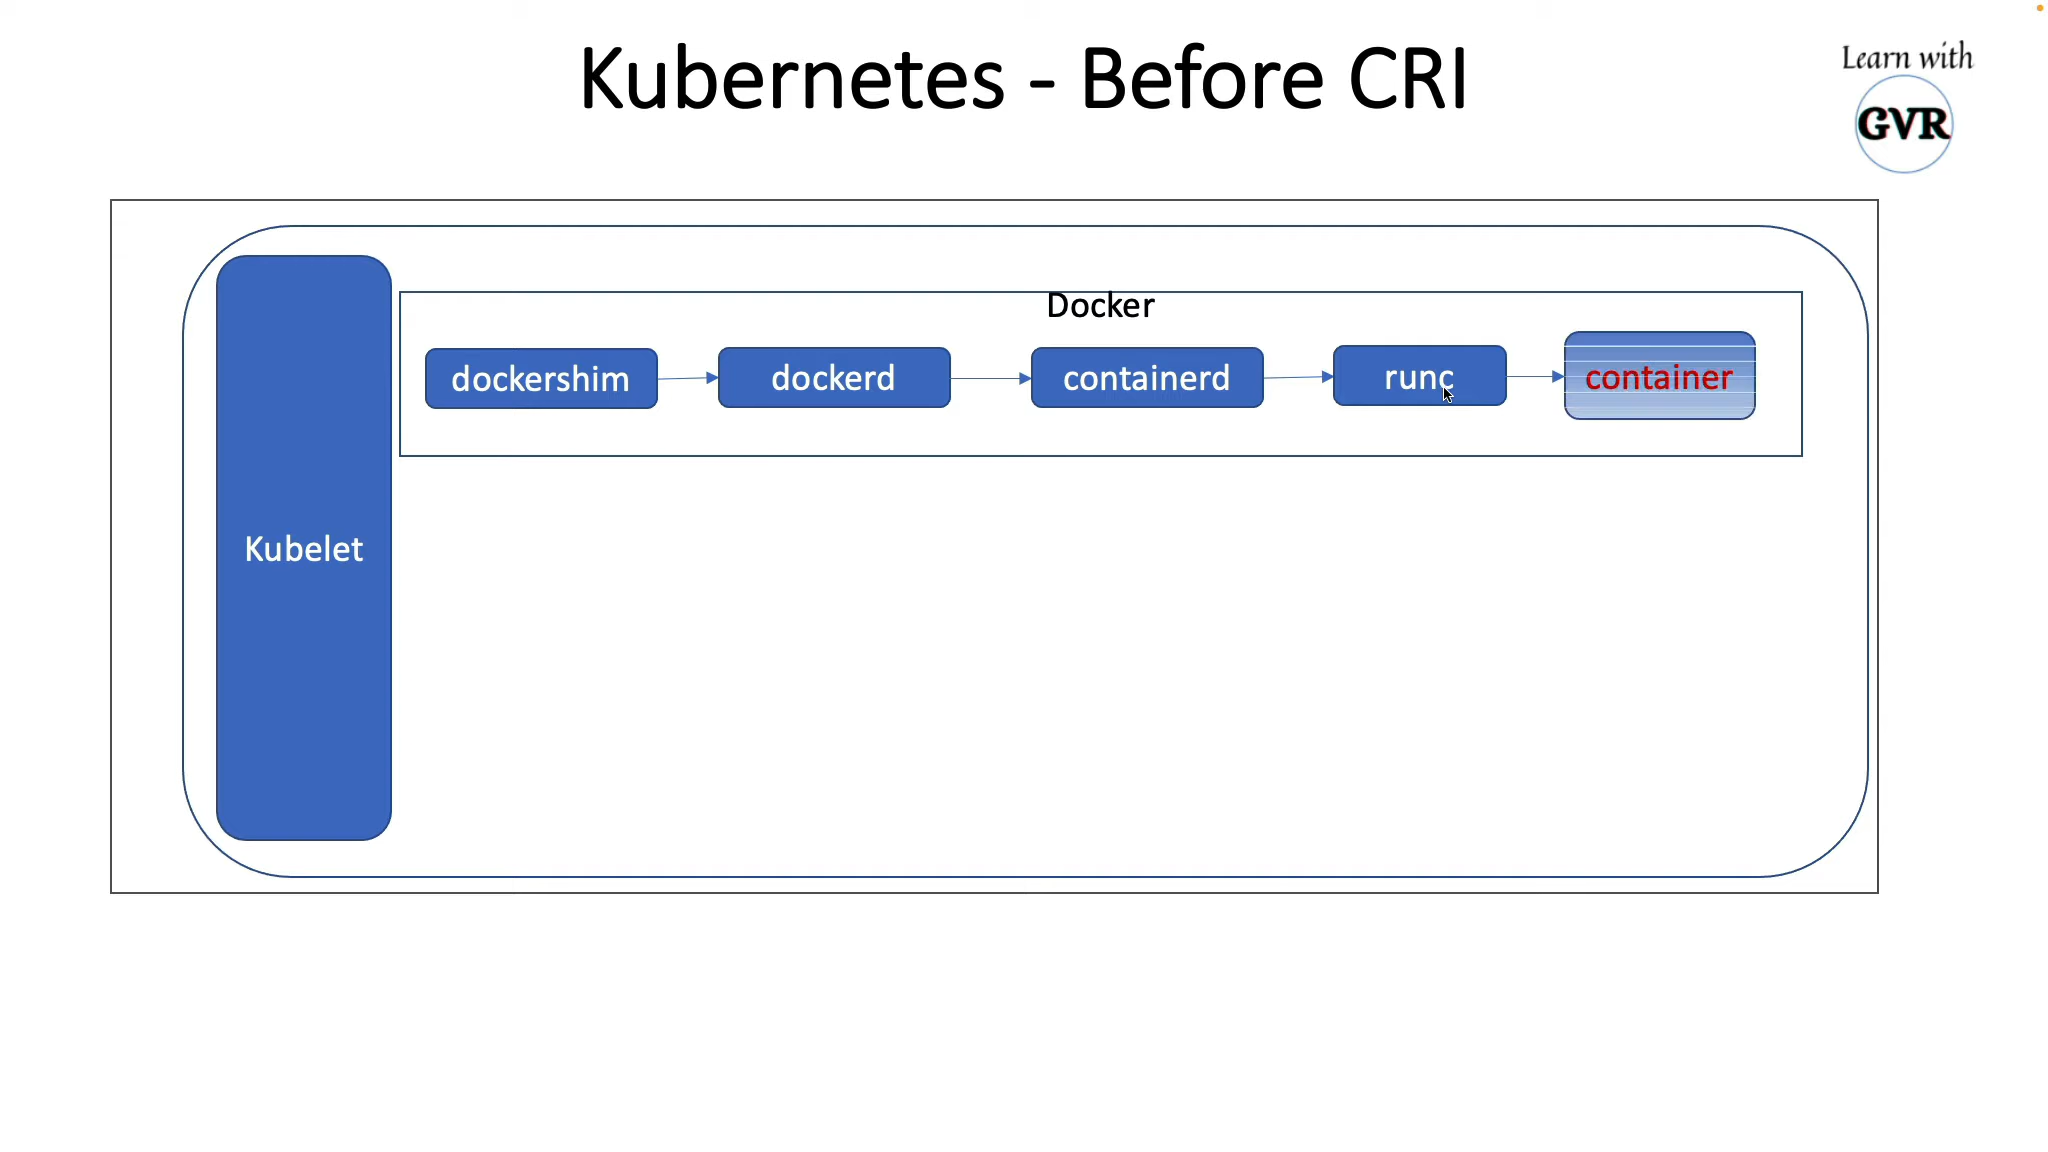 Kubernetes - Before CRI
Learn with
GVR
Docker
dockershim
dockerd
containerd
runc
container
Kubelet